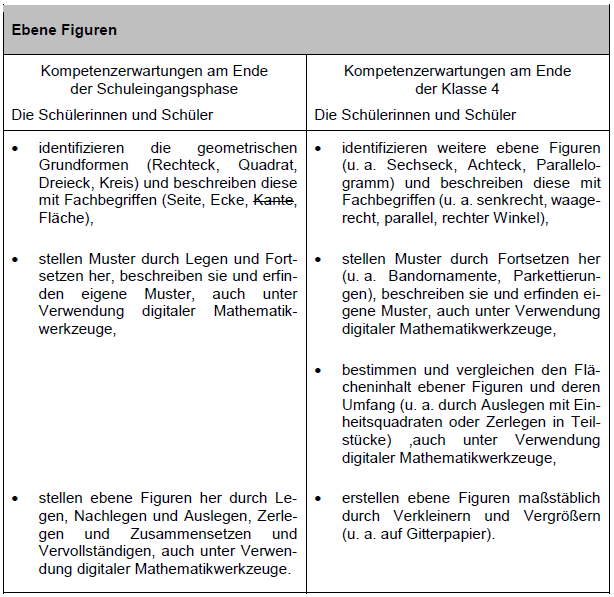 Ebene Figuren
Kompetenzerwartungen am Ende
der Schuleingangsphase
Die Schülerinnen und Schüler
Kompetenzerwartungen am Ende
der Klasse 4
Die Schülerinnen und Schüler
• identifizieren die geometrischen
Grundformen (Rechteck, Quadrat,
Dreieck, Kreis) und beschreiben diese
mit Fachbegriffen (Seite, Ecke, Kante,
Fläche),
• identifizieren weitere ebene Figuren
(u. a. Sechseck, Achteck, Parallelo-
gramm) und beschreiben diese mit
Fachbegriffen (u. a. senkrecht, waage-
recht, parallel, rechter Winkel),
• stellen Muster durch Legen und Fort-
setzen her, beschreiben sie und erfin-
den eigene Muster, auch unter
Verwendung digitaler Mathematik-
werkzeuge,
• stellen Muster durch Fortsetzen her
(u. a. Bandornamente, Parkettierun-
gen), beschreiben sie und erfinden ei-
gene Muster, auch unter Verwendung
digitaler Mathematikwerkzeuge,
• bestimmen und vergleichen den Flä-
cheninhalt ebener Figuren und deren
Umfang (u. a. durch Auslegen mit Ein-
heitsquadraten oder Zerlegen in Teil-
stücke) ,auch unter Verwendung
digitaler Mathematikwerkzeuge,
• stellen ebene Figuren her durch Le-
gen, Nachlegen und Auslegen, Zerle-
gen und Zusammensetzen und
Vervollständigen, auch unter Verwen-
dung digitaler Mathematikwerkzeuge.
• erstellen ebene Figuren maßstäblich
durch Verkleinern und Vergrößern
(u. a. auf Gitterpapier).